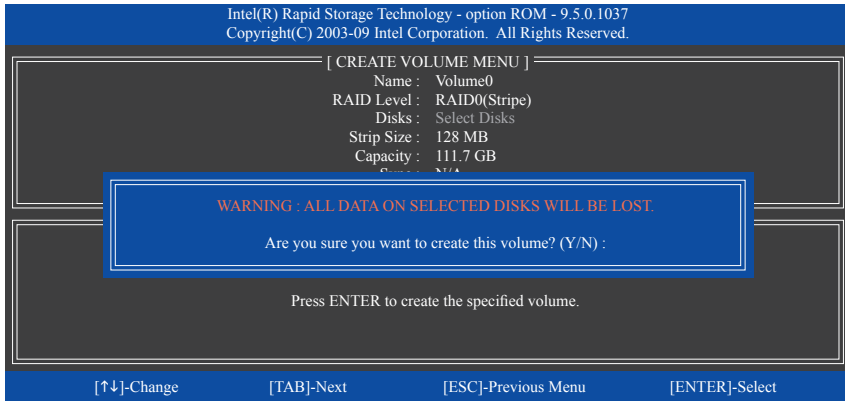 Intel(R) Rapid Storage Technology - option ROM - 9.5.0.1037
Copyright(C) 2003-09 Intel Corporation. All Rights Reserved.
[ CREATE VOLUME MENU ]
Name : Volume0
RAID Level : RAID0(Stripe)
Disks : Select Disks
Strip Size : 128 MB
Capacity : 111.7 GB
WARNING : ALL DATA ON SELECTED DISKS WILL BE LOST.
Are you sure you want to create this volume? (Y/N) :
Press ENTER to create the specified volume.
[↑↓]-Change [TAB]-Next [ESC]-Previous Menu [ENTER]-Select